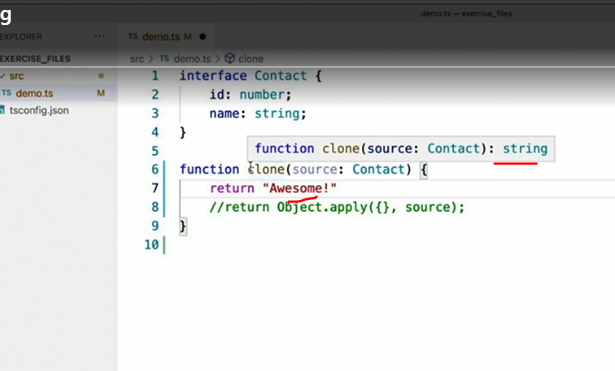 g
demo.ts — exercise_files
EXPLORER
···
TS demo.ts M
EXERCISE_FILES
src > TS demo.ts > clone
src
TS demo.ts M
tsconfig.json
1 interface Contact {
2 id: number;
3 name: string;
4 }
function clone(source: Contact): string
5
6 function clone(source: Contact) {
7 return "Awesome!"
8 //return Object.apply({}, source);
9 }
10